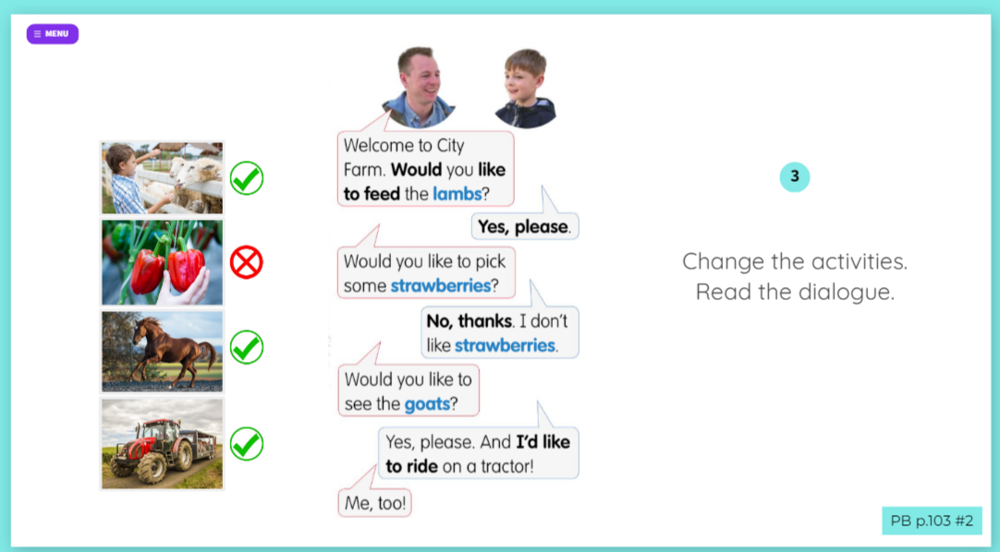 ☰ MENU
Welcome to City
Farm. Would you like
to feed the lambs?
Yes, please.
Would you like to pick
some strawberries?
No, thanks. I don't
like strawberries.
Would you like to
see the goats?
Yes, please. And I'd like
to ride on a tractor!
Me, too!
3
Change the activities.
Read the dialogue.
PB p.103 #2